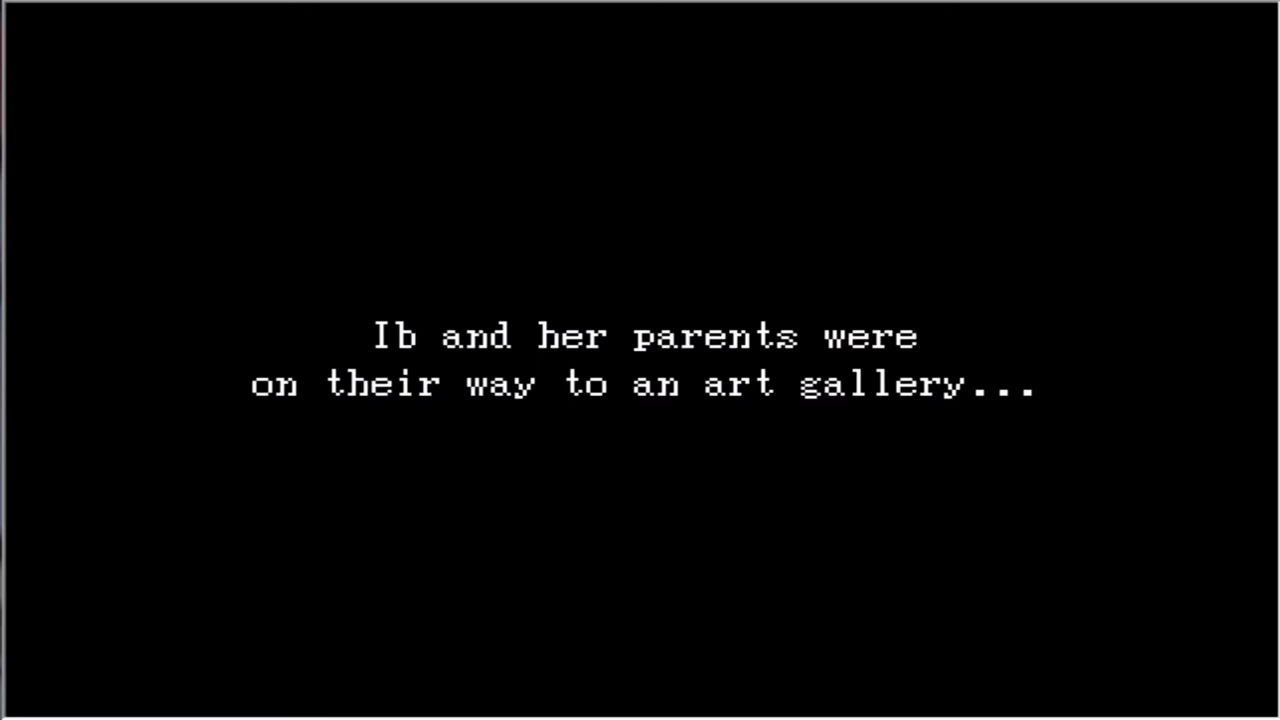 Ib and her parents were
on their way to an art gallery...